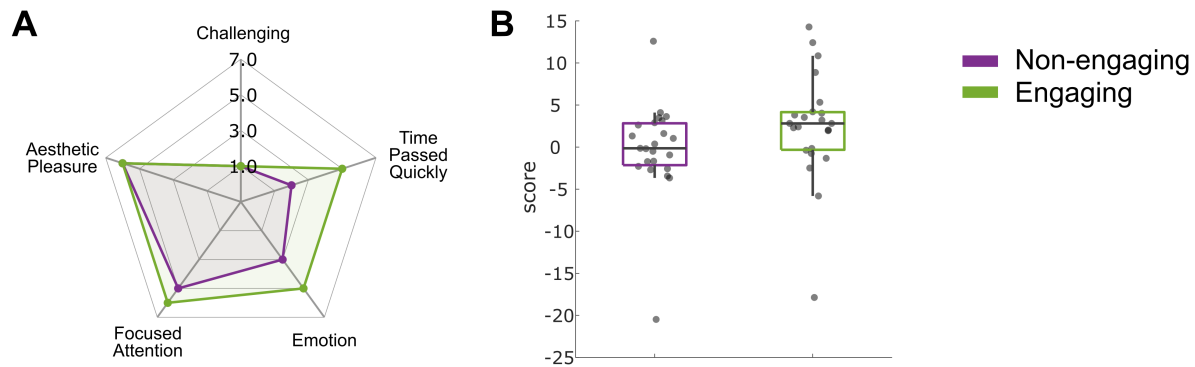 A
Challenging
7.0
5.0
3.0
1.0
Time
Passed
Quickly
Aesthetic
Pleasure
Focused
Attention
Emotion
B
score
15
10
5
0
-5
-10
-15
-20
-25
Non-engaging
Engaging